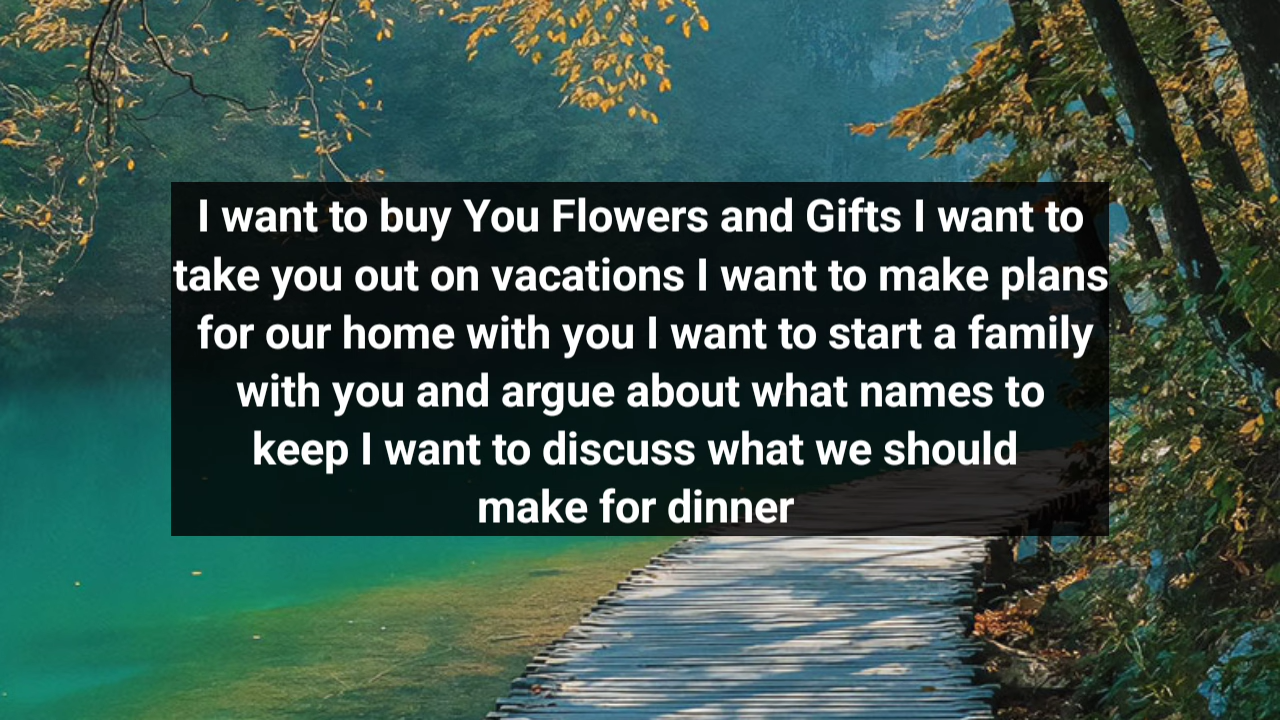 I want to buy You Flowers and Gifts I want to
take you out on vacations I want to make plans
for our home with you I want to start a family
with you and argue about what names to
keep I want to discuss what we should
make for dinner